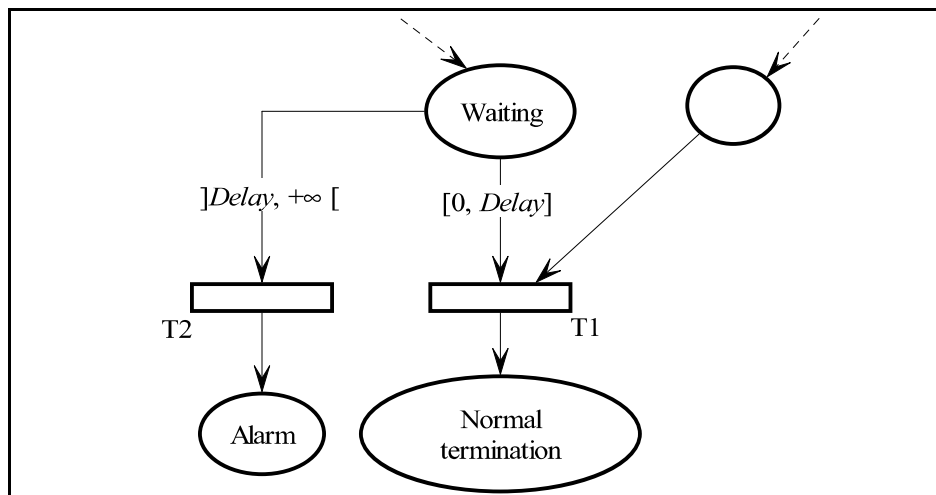 Waiting
]Delay, +∞ [
[0, Delay]
T2
T1
Alarm
Normal
termination